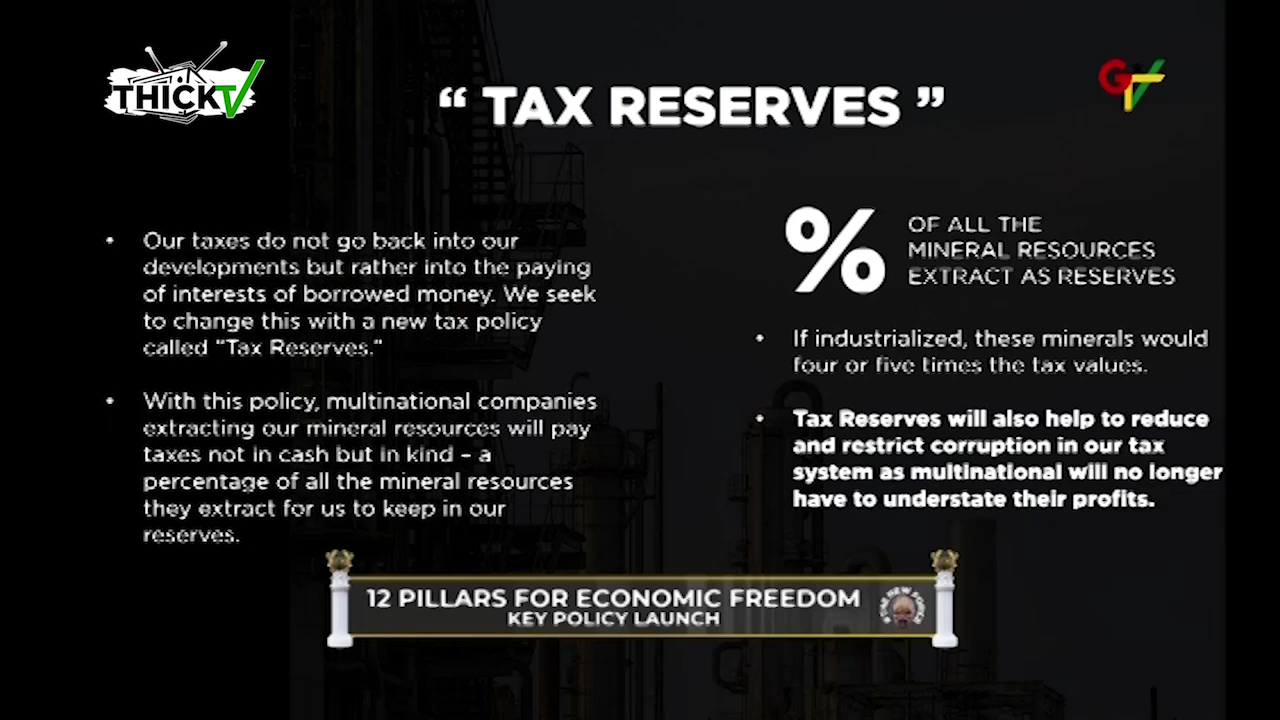 THICKTV
GTV
“ TAX RESERVES ”
• Our taxes do not go back into our
developments but rather into the paying
of interests of borrowed money. We seek
to change this with a new tax policy
called “Tax Reserves.”
• With this policy, multinational companies
extracting our mineral resources will pay
taxes not in cash but in kind – a
percentage of all the mineral resources
they extract for us to keep in our
reserves.
%
OF ALL THE
MINERAL RESOURCES
EXTRACT AS RESERVES
• If industrialized, these minerals would
four or five times the tax values.
• Tax Reserves will also help to reduce
and restrict corruption in our tax
system as multinational will no longer
have to understate their profits.
12 PILLARS FOR ECONOMIC FREEDOM
KEY POLICY LAUNCH
THE NEW FORCE